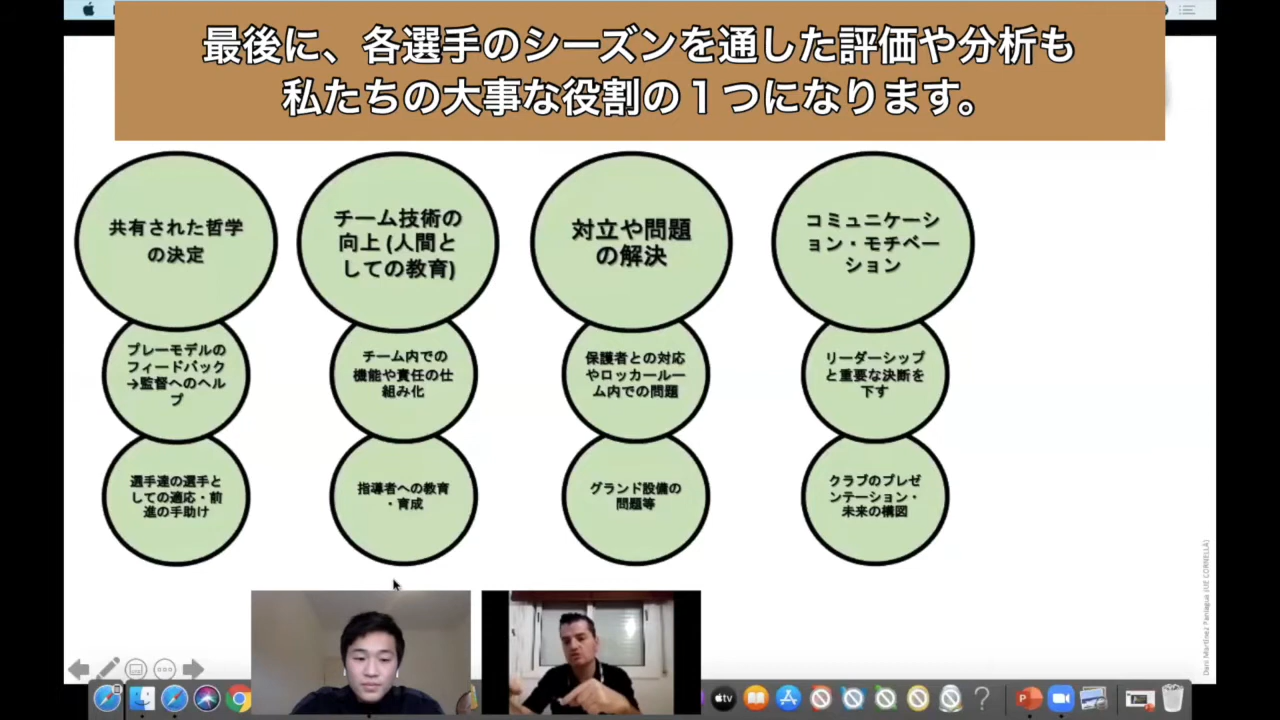 最後に、各選手のシーズンを通した評価や分析も
私たちの大事な役割の１つになります。
共有された哲学
の決定
プレーモデルの
フィードバック
→監督へのヘル
プ
選手達の選手と
しての適応・前
進の手助け
チーム技術の
向上 (人間と
しての教育)
チーム内での
機能や責任の仕
組み化
指導者への教育
・育成
対立や問題
の解決
保護者との対応
やロッカールー
ム内での問題
グランド設備の
問題等
コミュニケーシ
ョン・モチベー
ション
リーダーシップ
と重要な決断を
下す
クラブのプレゼ
ンテーション・
未来の構図
Dani Martínez Paniagua (UE CORNELLÀ)
tv